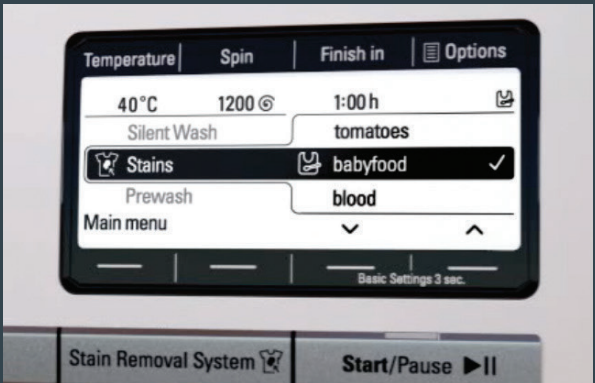 Temperature Spin Finish in Options
40°C 1200 1:00 h
Silent Wash tomatoes
Stains babyfood
Prewash blood
Main menu
Basic Settings 3 sec.
Stain Removal System Start/Pause